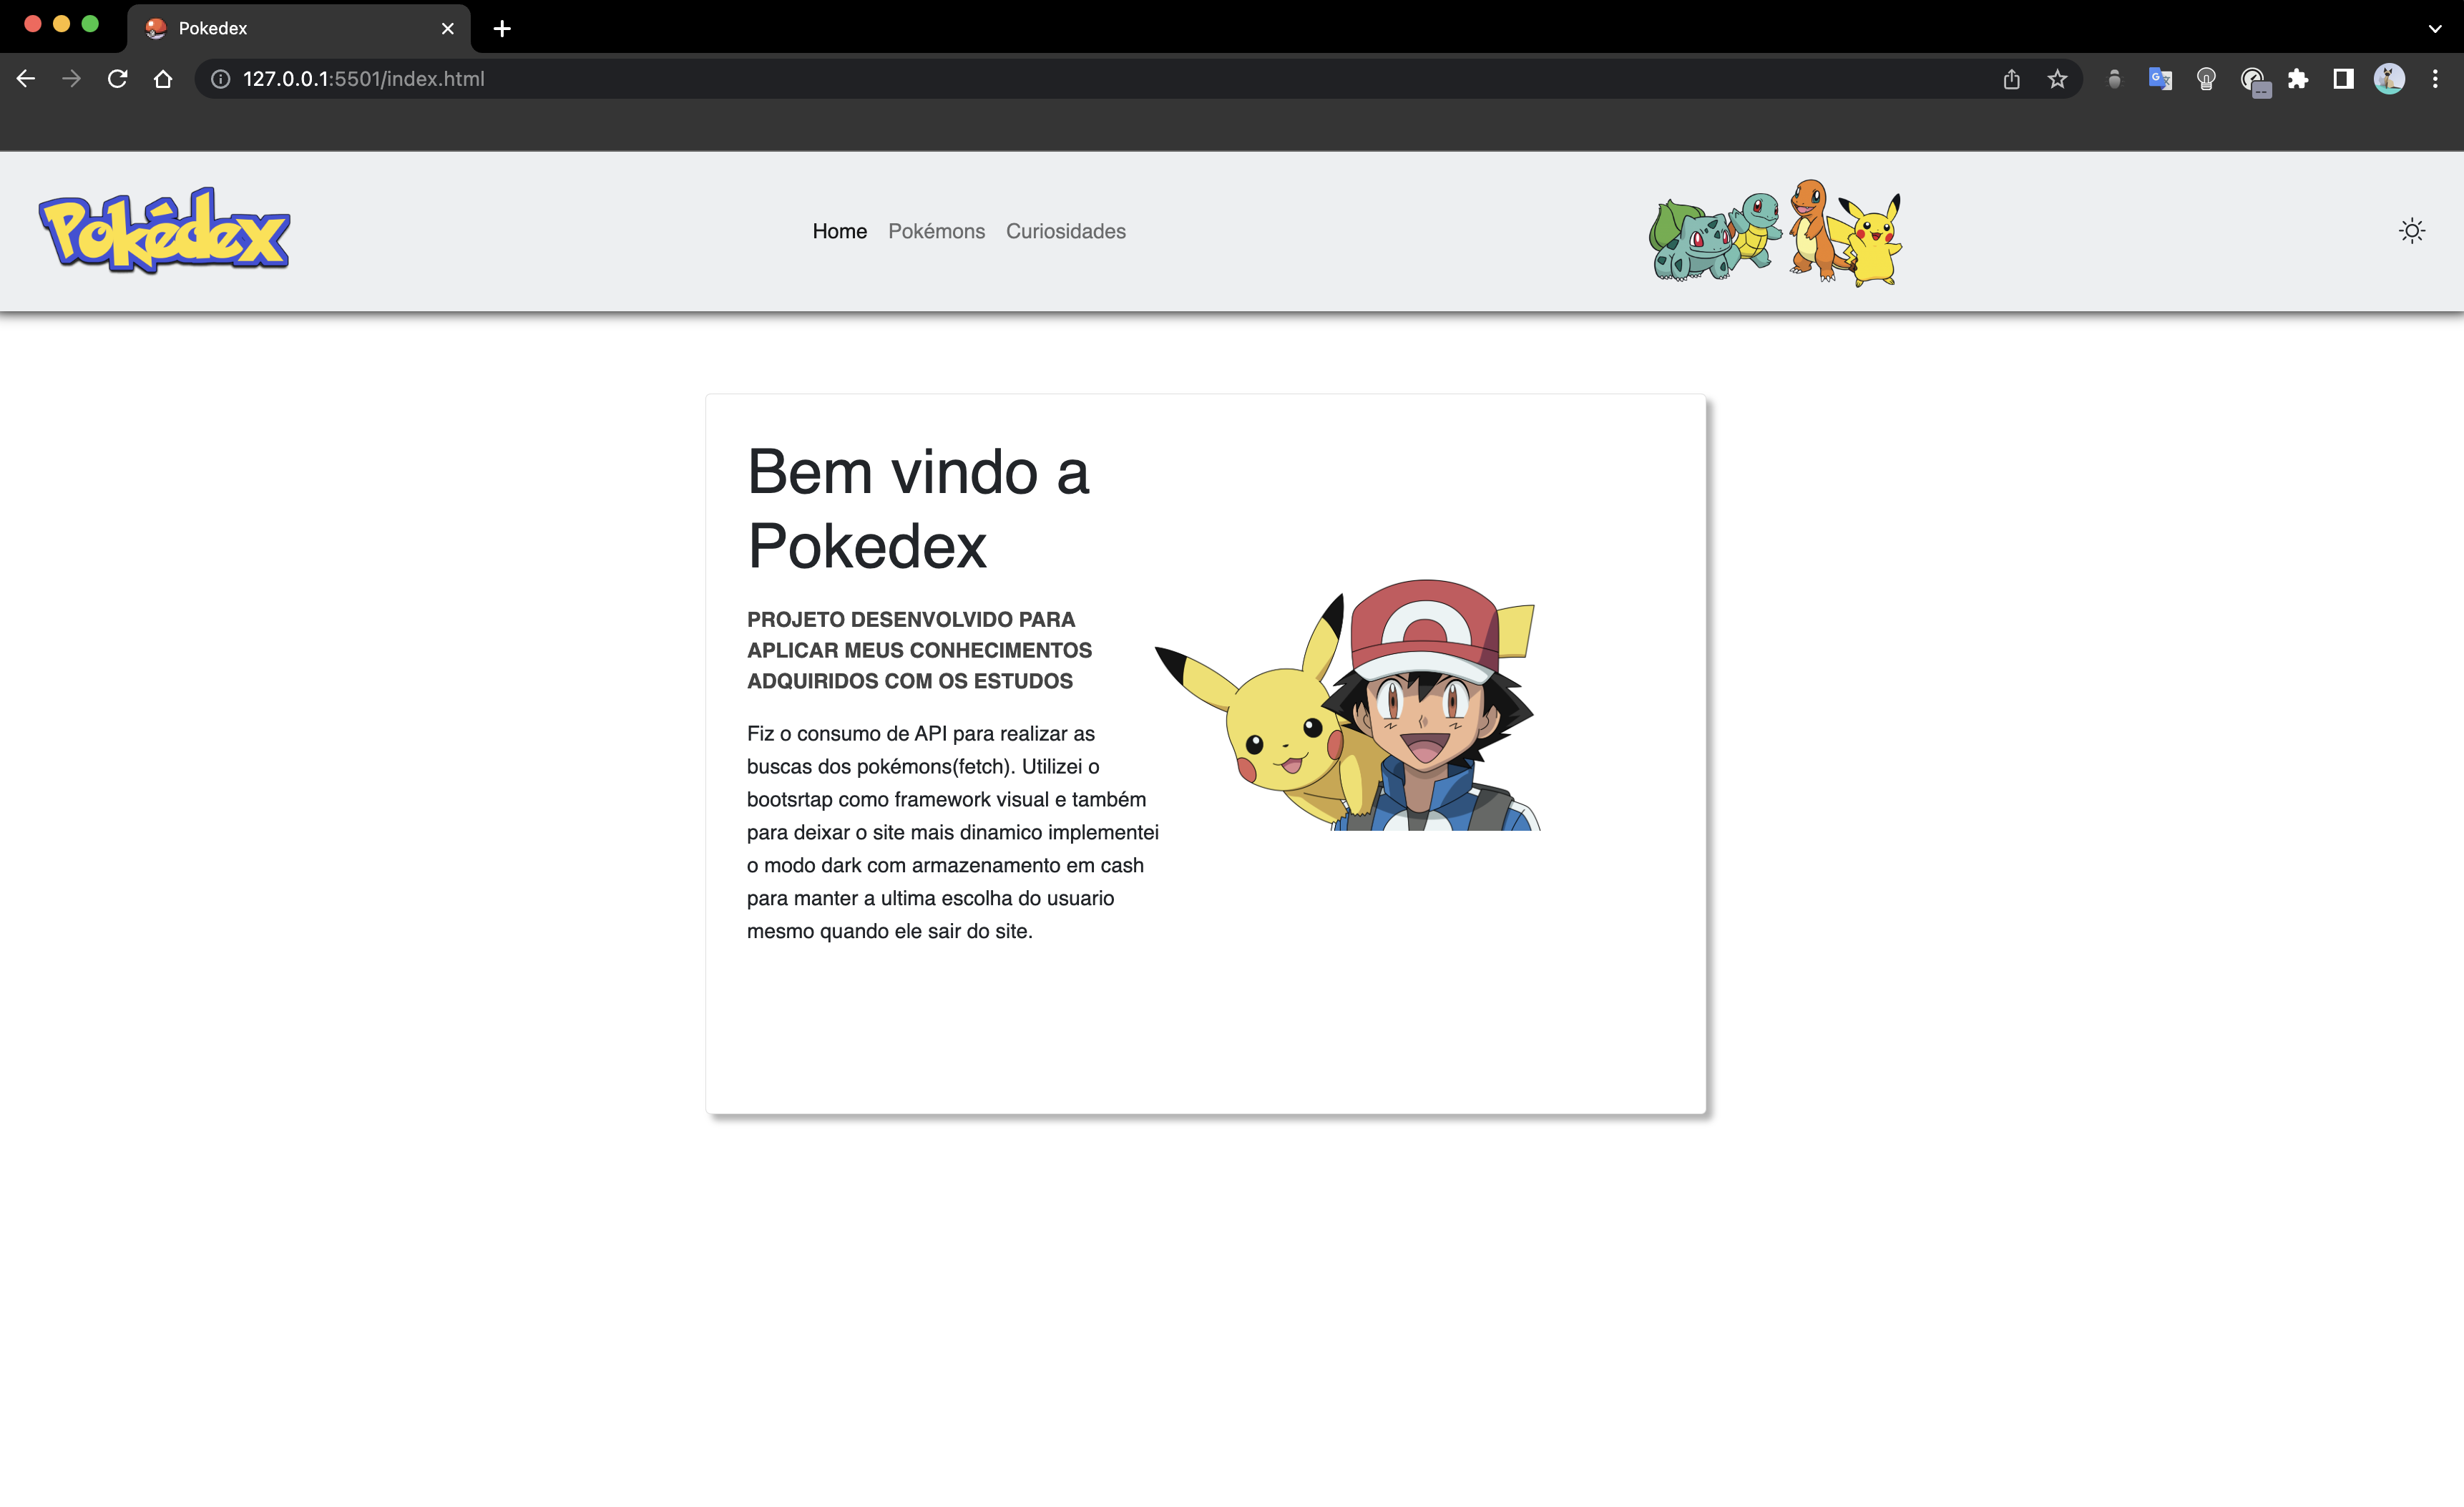 Pokedex
127.0.0.1:5501/index.html
Pokédex
Home Pokémons Curiosidades
Bem vindo a
Pokedex
PROJETO DESENVOLVIDO PARA
APLICAR MEUS CONHECIMENTOS
ADQUIRIDOS COM OS ESTUDOS
Fiz o consumo de API para realizar as
buscas dos pokémons(fetch). Utilizei o
bootsrtap como framework visual e também
para deixar o site mais dinamico implementei
o modo dark com armazenamento em cash
para manter a ultima escolha do usuario
mesmo quando ele sair do site.